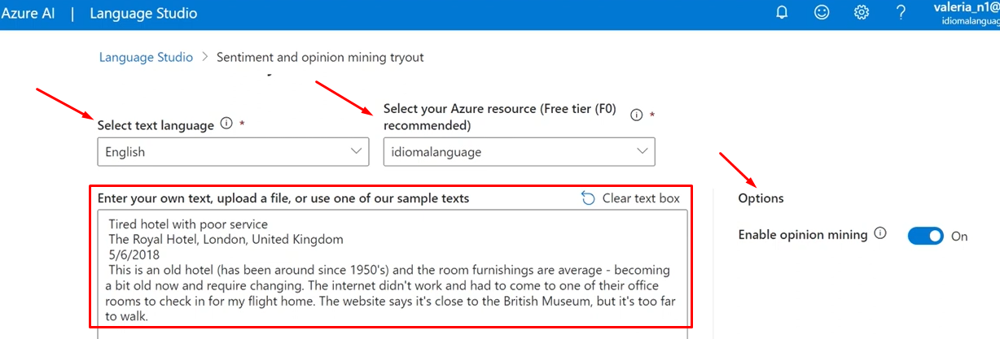 Azure AI | Language Studio
valeria_n1@
idiomalanguag
Language Studio > Sentiment and opinion mining tryout
Select text language *
Select your Azure resource (Free tier (F0)
recommended) *
English
idiomalanguage
Enter your own text, upload a file, or use one of our sample texts
Clear text box
Tired hotel with poor service
The Royal Hotel, London, United Kingdom
5/6/2018
This is an old hotel (has been around since 1950's) and the room furnishings are average - becoming
a bit old now and require changing. The internet didn't work and had to come to one of their office
rooms to check in for my flight home. The website says it's close to the British Museum, but it's too far
to walk.
Options
Enable opinion mining
On